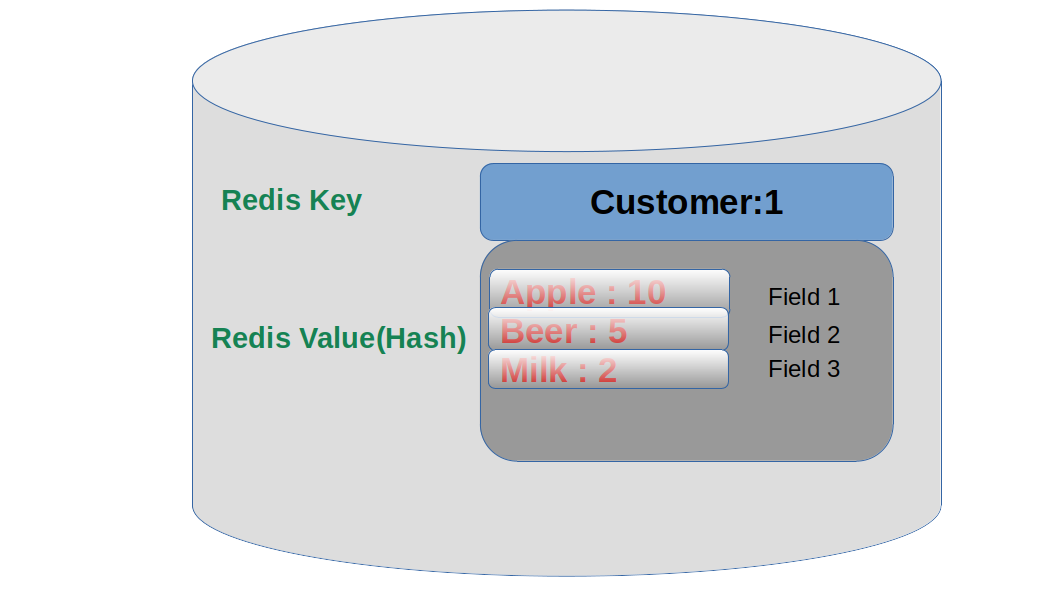 Redis Key
Customer:1
Apple : 10
Field 1
Beer : 5
Field 2
Redis Value(Hash)
Milk : 2
Field 3